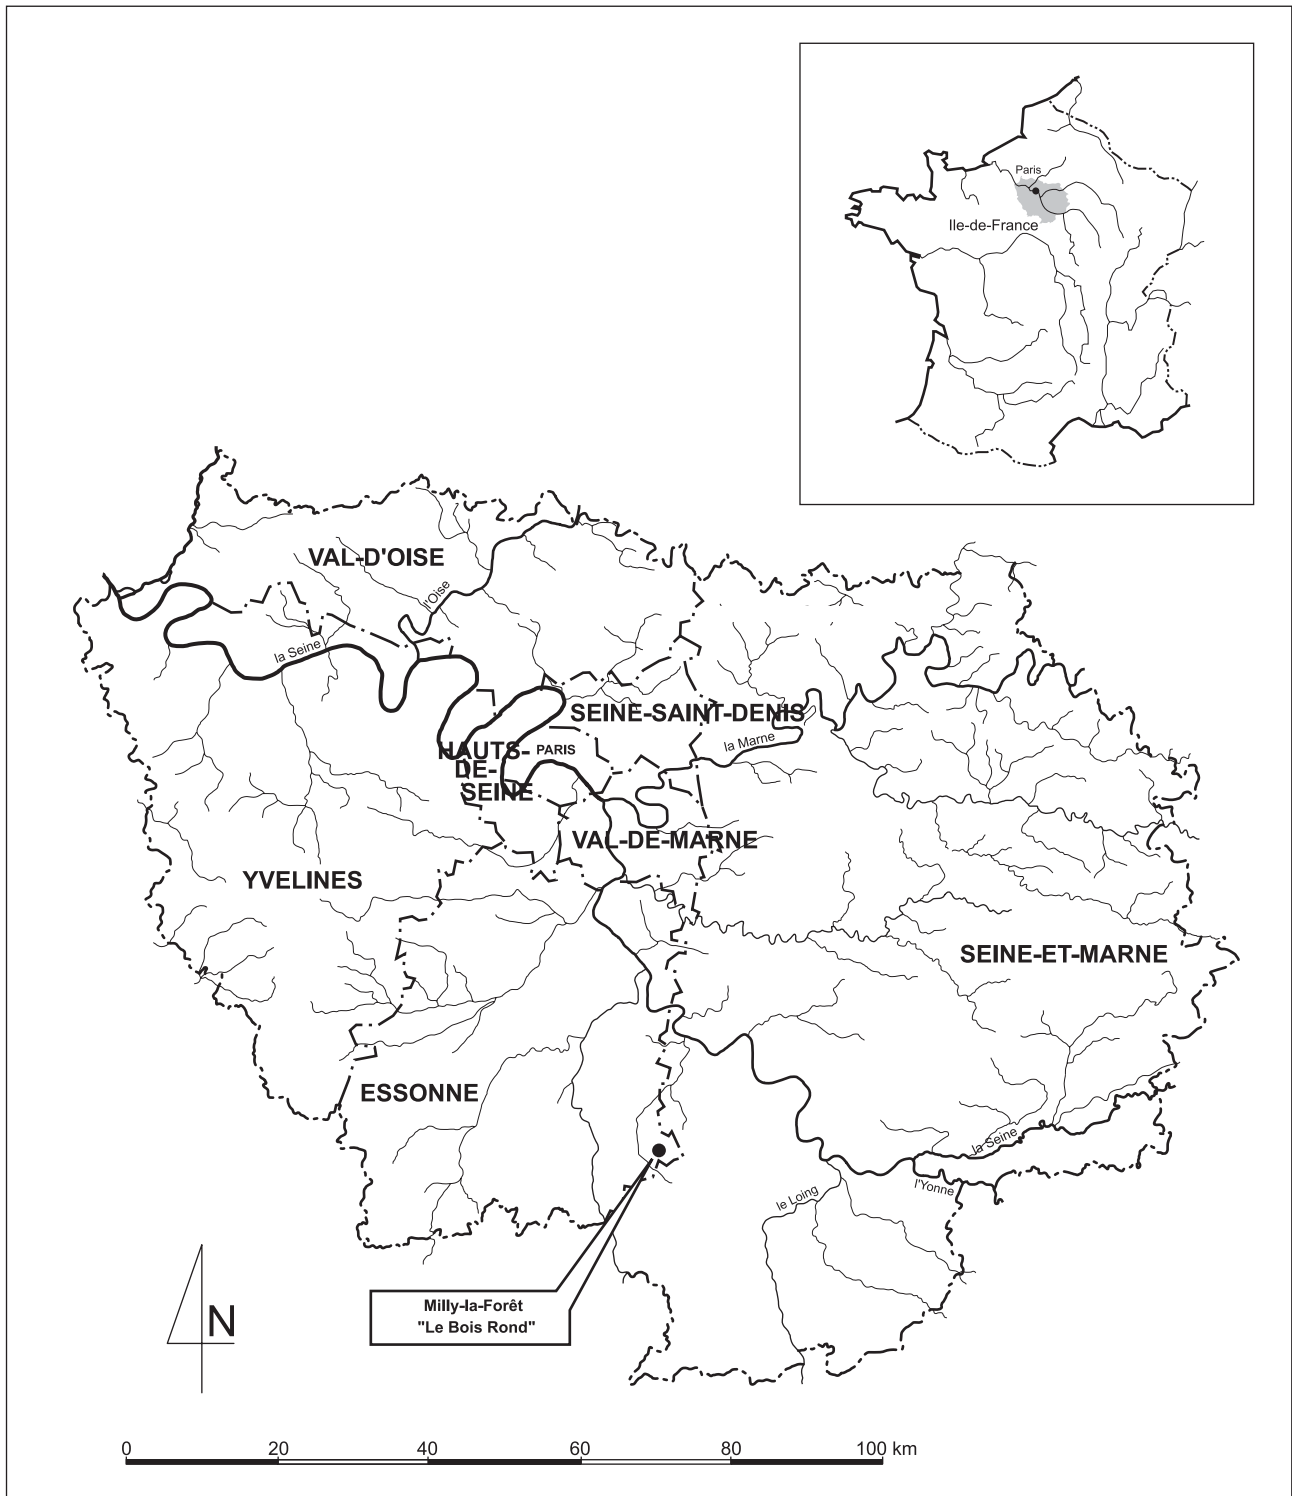 Paris
Ile-de-France
VAL-D'OISE
l'Oise
la Seine
SEINE-SAINT-DENIS
la Marne
HAUTS-
DE-
SEINE
PARIS
VAL-DE-MARNE
YVELINES
SEINE-ET-MARNE
ESSONNE
la Seine
l'Yonne
le Loing
Milly-la-Forêt
"Le Bois Rond"
N
0 20 40 60 80 100 km